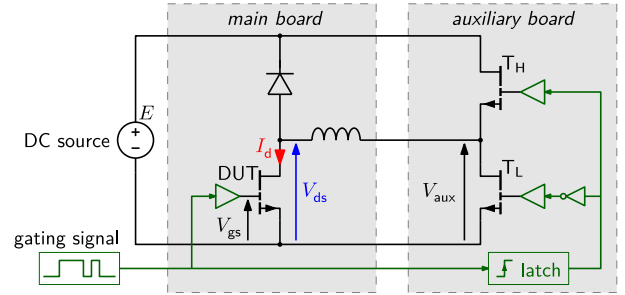 main board
auxiliary board
E
DC source
T_H
I_d
DUT
V_ds
V_gs
V_aux
T_L
gating signal
latch